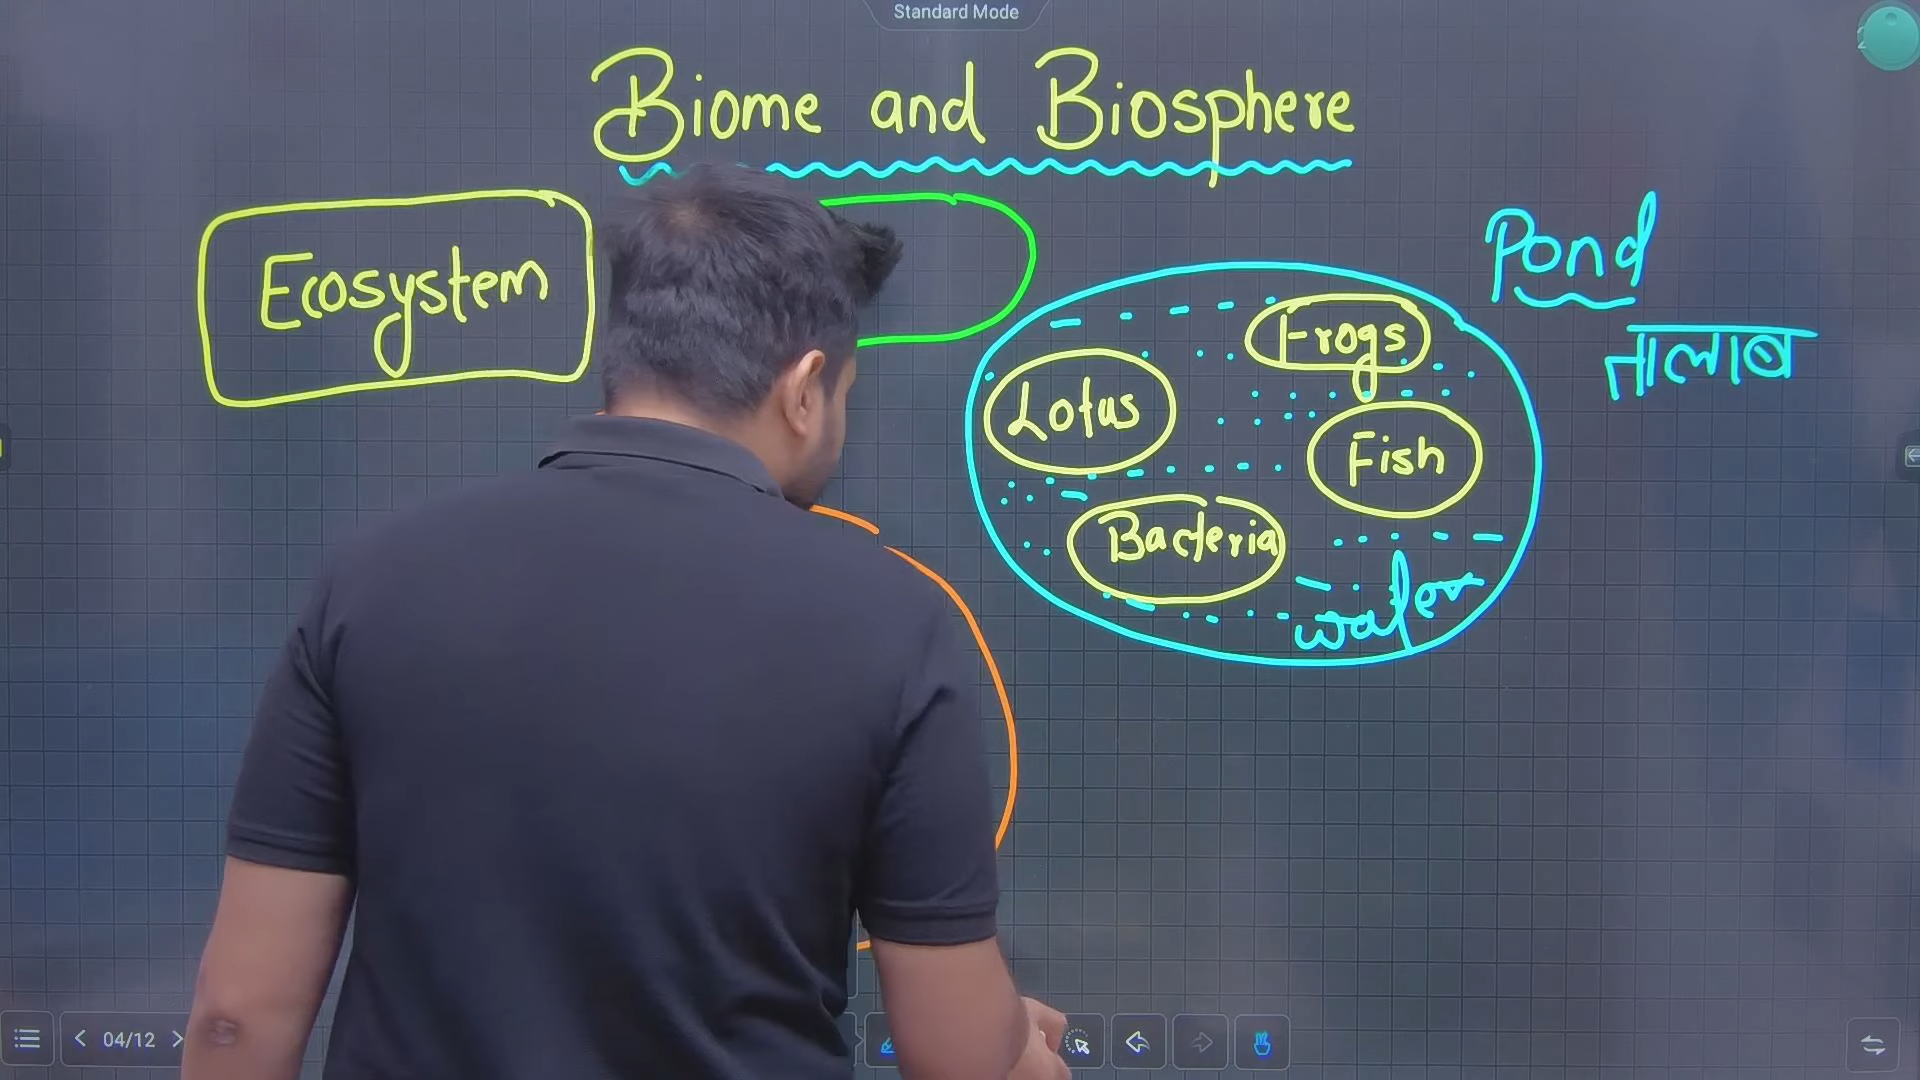 Standard Mode
Biome and Biosphere
Ecosystem
Pond
तालाब
Frogs
Lotus
Fish
Bacteria
water
04/12